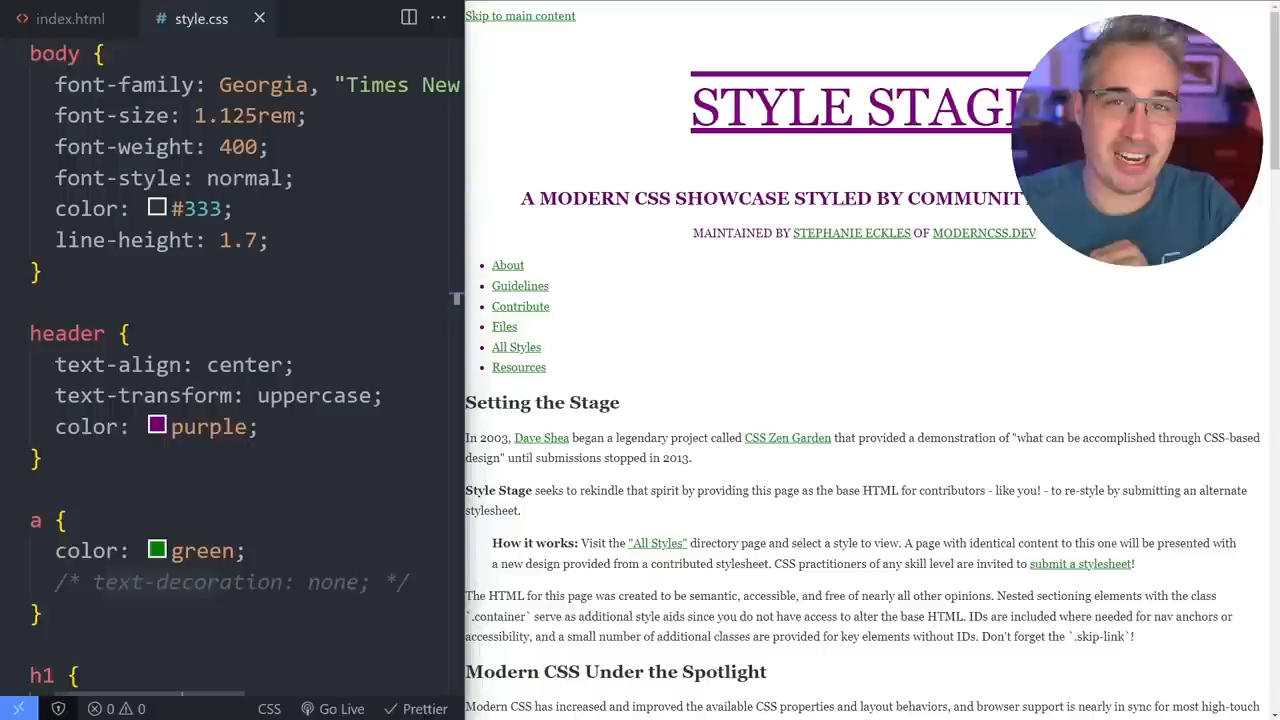 index.html
style.css
body {
font-family: Georgia, "Times New
font-size: 1.125rem;
font-weight: 400;
font-style: normal;
color: #333;
line-height: 1.7;
}
header {
text-align: center;
text-transform: uppercase;
color: purple;
}
a {
color: green;
/* text-decoration: none; */
}
h1 {
0 0
CSS
Go Live
Prettier
Skip to main content
STYLE STAGE
A MODERN CSS SHOWCASE STYLED BY COMMUNIT
MAINTAINED BY STEPHANIE ECKLES OF MODERNCSS.DEV
• About
• Guidelines
• Contribute
• Files
• All Styles
• Resources
Setting the Stage
In 2003, Dave Shea began a legendary project called CSS Zen Garden that provided a demonstration of "what can be accomplished through CSS-based
design" until submissions stopped in 2013.
Style Stage seeks to rekindle that spirit by providing this page as the base HTML for contributors - like you! - to re-style by submitting an alternate
stylesheet.
How it works: Visit the "All Styles" directory page and select a style to view. A page with identical content to this one will be presented with
a new design provided from a contributed stylesheet. CSS practitioners of any skill level are invited to submit a stylesheet!
The HTML for this page was created to be semantic, accessible, and free of nearly all other opinions. Nested sectioning elements with the class
`.container` serve as additional style aids since you do not have access to alter the base HTML. IDs are included where needed for nav anchors or
accessibility, and a small number of additional classes are provided for key elements without IDs. Don't forget the `.skip-link`!
Modern CSS Under the Spotlight
Modern CSS has increased and improved the available CSS properties and layout behaviors, and browser support is nearly in sync for most high-touch